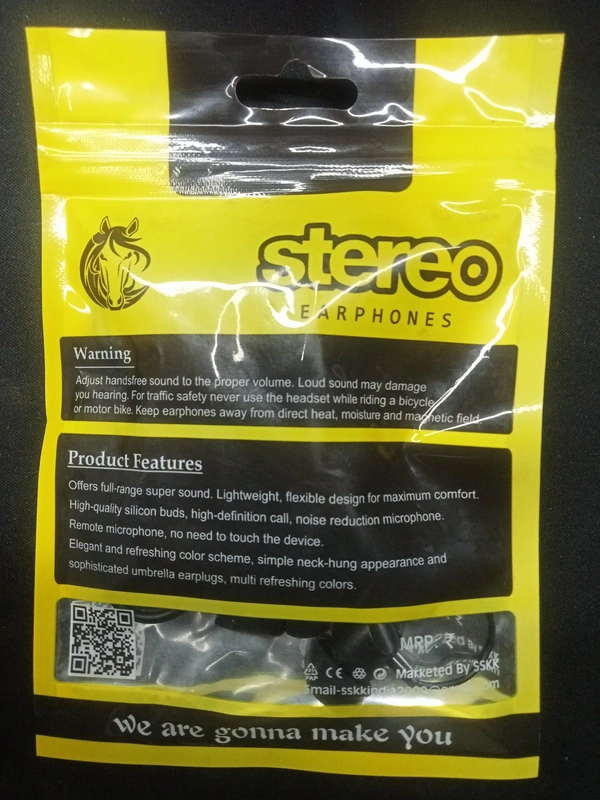 stereo
EARPHONES
Warning
Adjust handsfree sound to the proper volume. Loud sound may damage
you hearing. For traffic safety never use the headset while riding a bicycle
or motor bike. Keep earphones away from direct heat, moisture and magnetic field.
Product Features
Offers full-range super sound. Lightweight, flexible design for maximum comfort.
High-quality silicon buds, high-definition call, noise reduction microphone.
Remote microphone, no need to touch the device.
Elegant and refreshing color scheme, simple neck-hung appearance and
sophisticated umbrella earplugs, multi refreshing colors.
MRP: ₹
PAP CE Marketed By SSKK
We are gonna make you